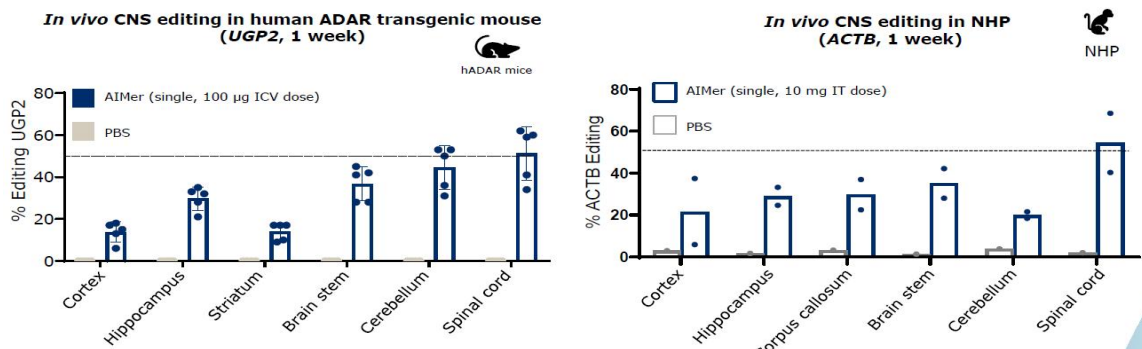 In vivo CNS editing in human ADAR transgenic mouse
(UGP2, 1 week)
hADAR mice
AIMer (single, 100 µg ICV dose)
PBS
% Editing UGP2
80
60
40
20
0
Cortex
Hippocampus
Striatum
Brain stem
Cerebellum
Spinal cord
In vivo CNS editing in NHP
(ACTB, 1 week)
NHP
AIMer (single, 10 mg IT dose)
PBS
% ACTB Editing
80
60
40
20
0
Cortex
Hippocampus
Corpus callosum
Brain stem
Cerebellum
Spinal cord